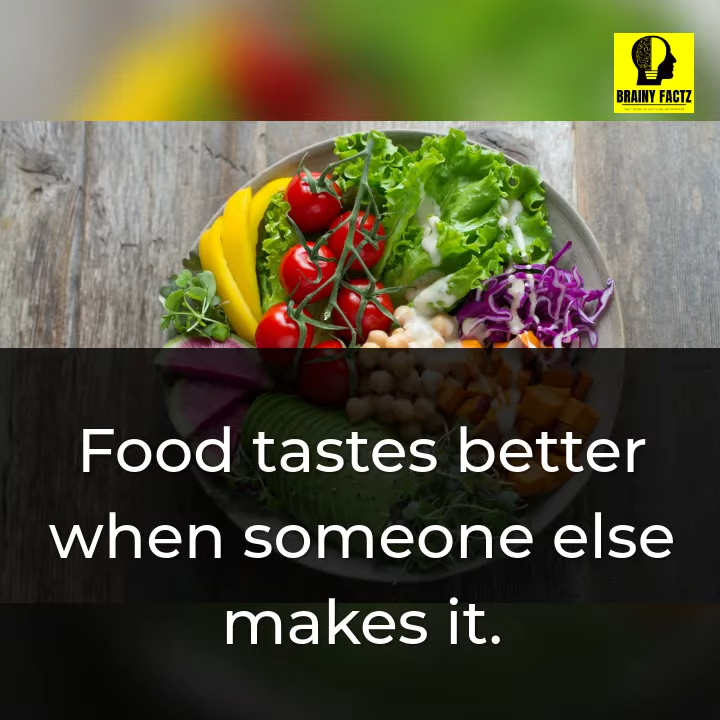 BRAINY FACTZ
Food tastes better
when someone else
makes it.